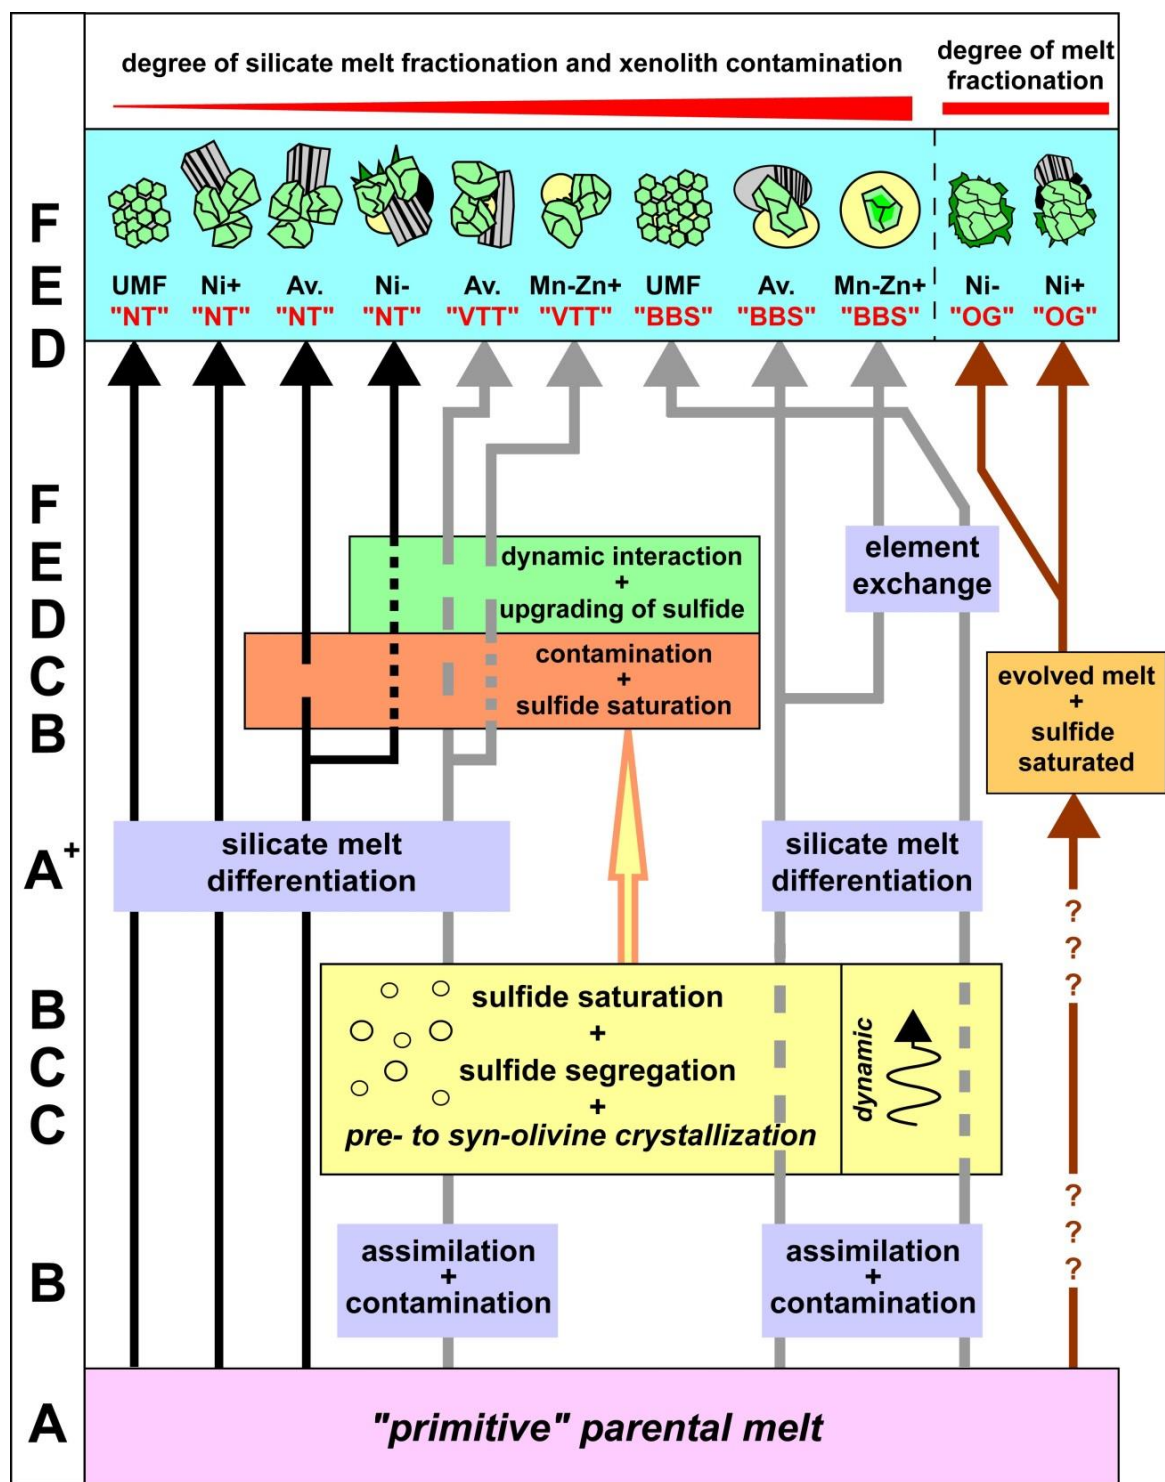 degree of silicate melt fractionation and xenolith contamination
degree of melt
fractionation
F
E
D
UMF Ni+ Av. Ni- Av. Mn-Zn+ UMF Av. Mn-Zn+ Ni- Ni+
"NT" "NT" "NT" "NT" "VTT" "VTT" "BBS" "BBS" "BBS" "OG" "OG"
F
E
D
C
B
dynamic interaction
+
upgrading of sulfide
element
exchange
contamination
+
sulfide saturation
evolved melt
+
sulfide
saturated
A+
silicate melt
differentiation
silicate melt
differentiation
?
?
?
B
C
C
sulfide saturation
+
sulfide segregation
+
pre- to syn-olivine crystallization
dynamic
?
?
?
B
assimilation
+
contamination
assimilation
+
contamination
A
"primitive" parental melt